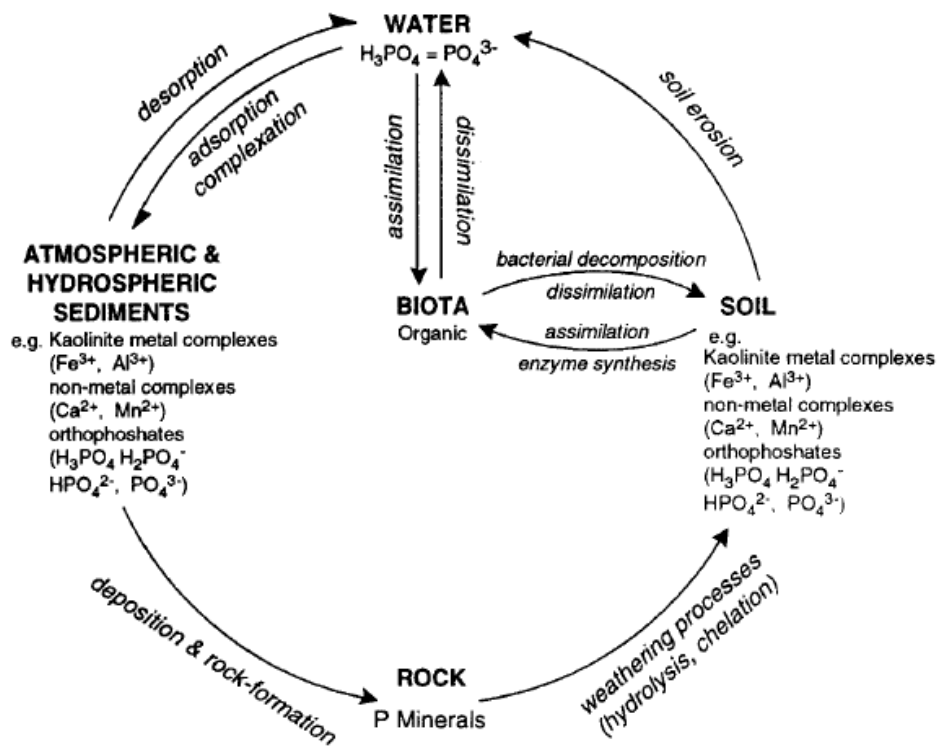 WATER
H₃PO₄ = PO₄³⁻
desorption
adsorption
complexation
assimilation
dissimilation
soil erosion
ATMOSPHERIC &
HYDROSPHERIC
SEDIMENTS
e.g. Kaolinite metal complexes
(Fe³⁺, Al³⁺)
non-metal complexes
(Ca²⁺, Mn²⁺)
orthophoshates
(H₃PO₄ H₂PO₄⁻
HPO₄²⁻, PO₄³⁻)
BIOTA
Organic
bacterial decomposition
dissimilation
assimilation
enzyme synthesis
SOIL
e.g.
Kaolinite metal complexes
(Fe³⁺, Al³⁺)
non-metal complexes
(Ca²⁺, Mn²⁺)
orthophoshates
(H₃PO₄ H₂PO₄⁻
HPO₄²⁻, PO₄³⁻)
deposition & rock-formation
ROCK
P Minerals
weathering processes
(hydrolysis, chelation)